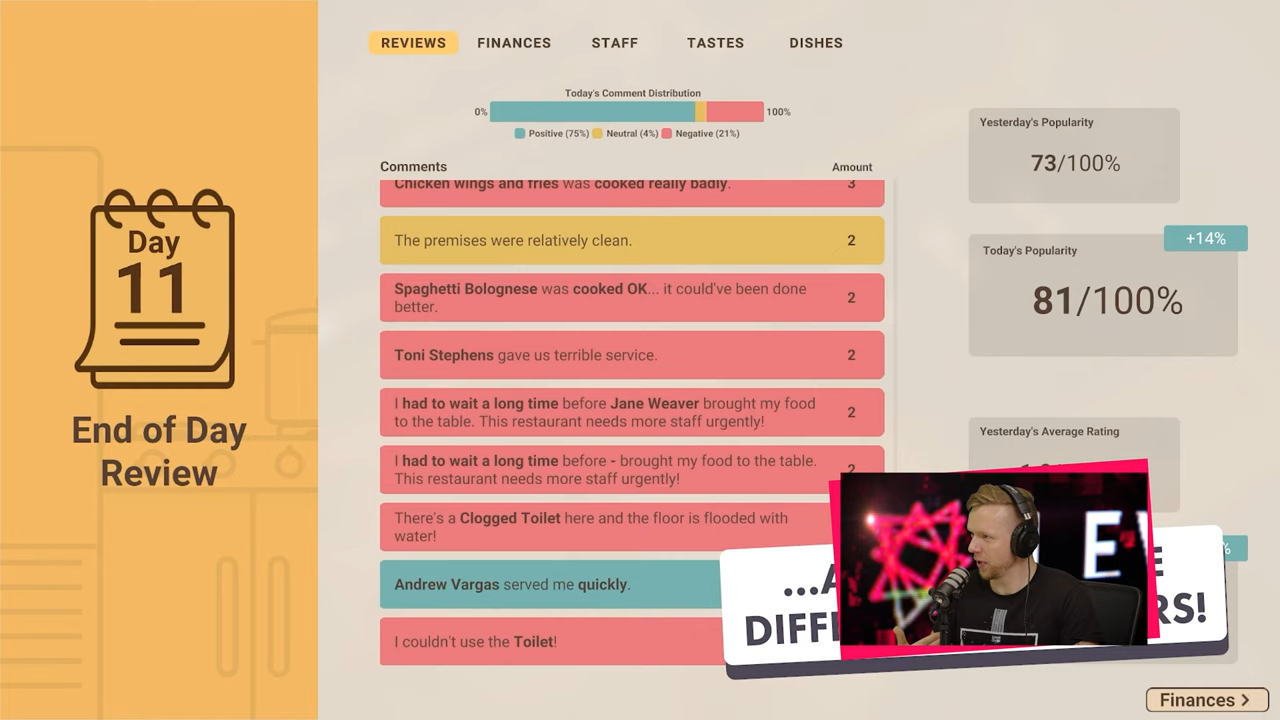 REVIEWS FINANCES STAFF TASTES DISHES
Today's Comment Distribution
0% 100%
Positive (75%) Neutral (4%) Negative (21%)
Comments Amount
Chicken wings and fries was cooked really badly. 3
The premises were relatively clean. 2
Spaghetti Bolognese was cooked OK... it could've been done
better. 2
Toni Stephens gave us terrible service. 2
I had to wait a long time before Jane Weaver brought my food
to the table. This restaurant needs more staff urgently! 2
I had to wait a long time before - brought my food to the table.
This restaurant needs more staff urgently! 2
There's a Clogged Toilet here and the floor is flooded with
water!
Andrew Vargas served me quickly.
I couldn't use the Toilet!
Day
11
End of Day
Review
Yesterday's Popularity
73/100%
+14%
Today's Popularity
81/100%
Yesterday's Average Rating
%
Finances >